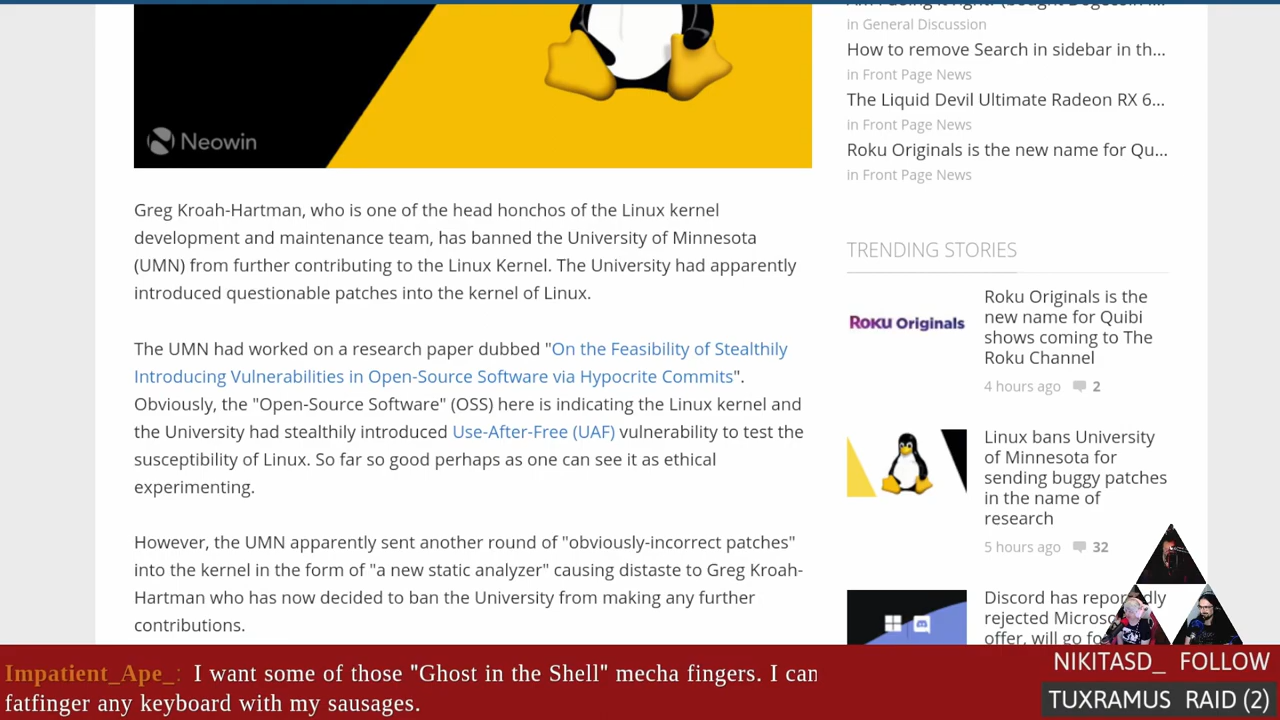 Neowin
Greg Kroah-Hartman, who is one of the head honchos of the Linux kernel
development and maintenance team, has banned the University of Minnesota
(UMN) from further contributing to the Linux Kernel. The University had apparently
introduced questionable patches into the kernel of Linux.
The UMN had worked on a research paper dubbed "On the Feasibility of Stealthily
Introducing Vulnerabilities in Open-Source Software via Hypocrite Commits".
Obviously, the "Open-Source Software" (OSS) here is indicating the Linux kernel and
the University had stealthily introduced Use-After-Free (UAF) vulnerability to test the
susceptibility of Linux. So far so good perhaps as one can see it as ethical
experimenting.
However, the UMN apparently sent another round of "obviously-incorrect patches"
into the kernel in the form of "a new static analyzer" causing distaste to Greg Kroah-
Hartman who has now decided to ban the University from making any further
contributions.
in General Discussion
How to remove Search in sidebar in th...
in Front Page News
The Liquid Devil Ultimate Radeon RX 6...
in Front Page News
Roku Originals is the new name for Qu...
in Front Page News
TRENDING STORIES
Roku Originals
Roku Originals is the
new name for Quibi
shows coming to The
Roku Channel
4 hours ago 2
Linux bans University
of Minnesota for
sending buggy patches
in the name of
research
5 hours ago 32
Discord has
rejected
offer, will go
Impatient_Ape_: I want some of those "Ghost in the Shell" mecha fingers. I can
fatfinger any keyboard with my sausages.
NIKITASD_ FOLLOW
TUXRAMUS RAID (2)